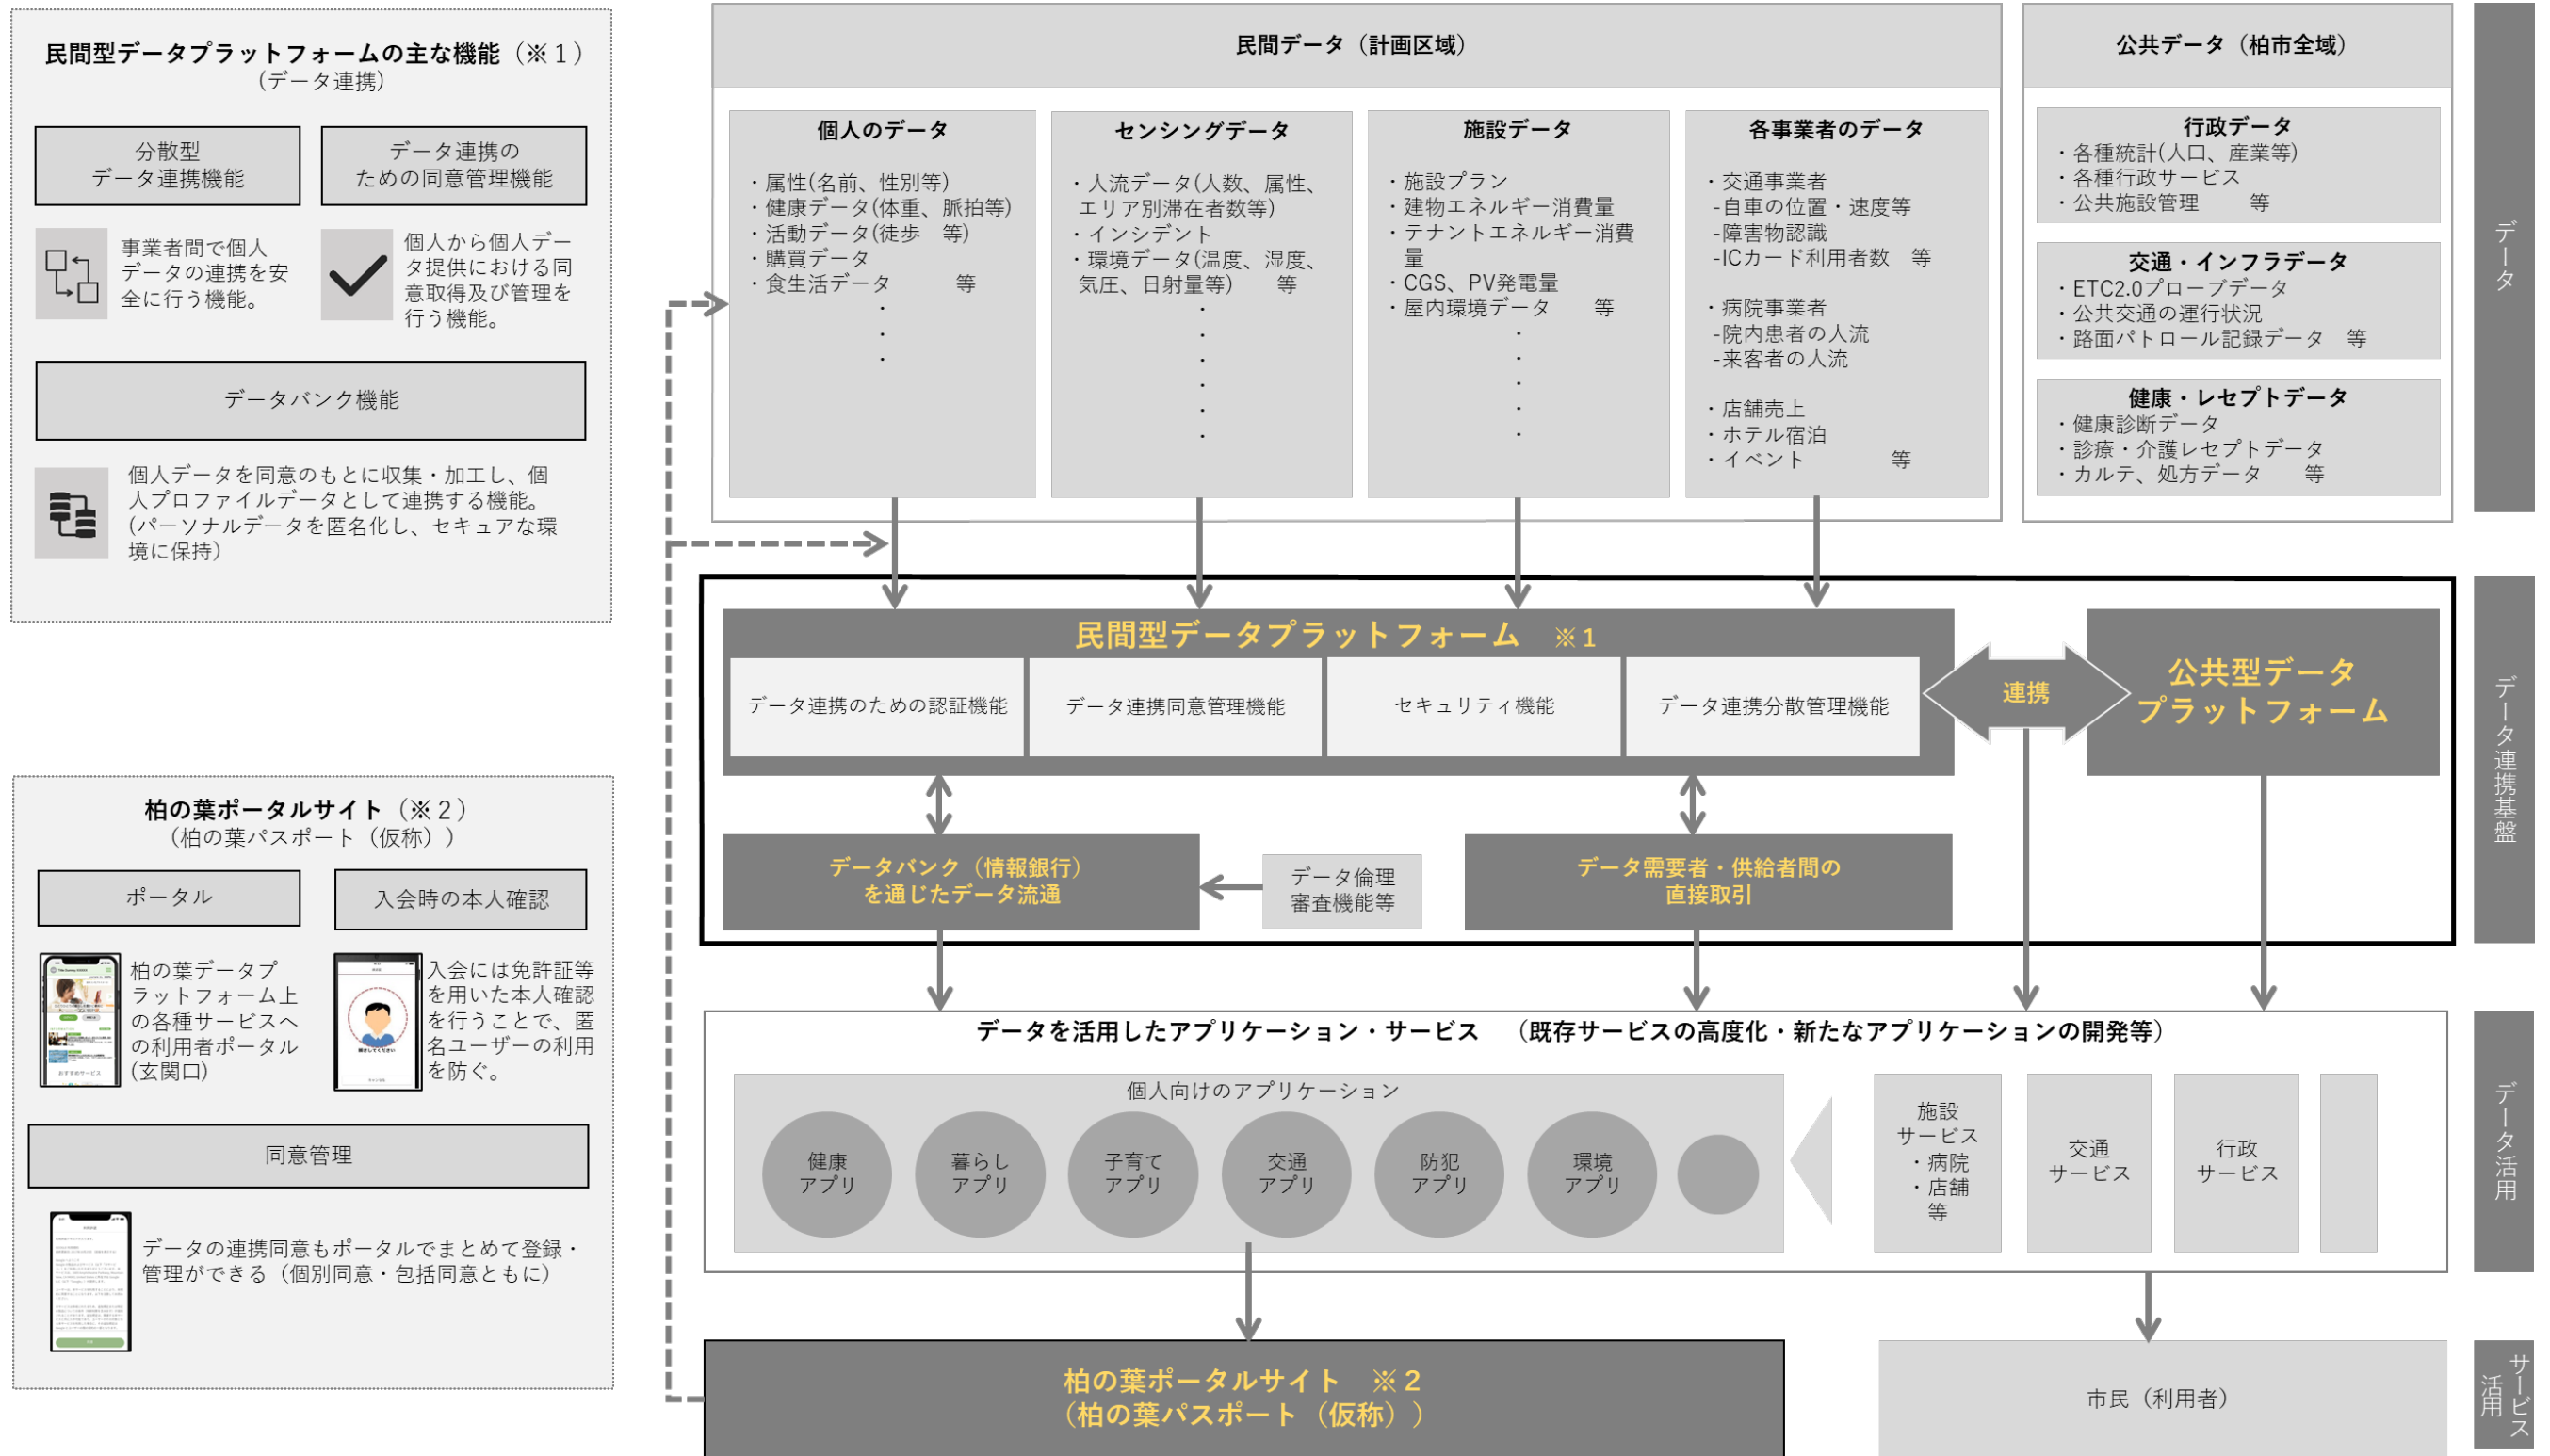 民間型データプラットフォームの主な機能（※１）
(データ連携)
分散型
データ連携機能
データ連携の
ための同意管理機能
事業者間で個人
データの連携を安
全に行う機能。
個人から個人デー
タ提供における同
意取得及び管理を
行う機能。
データバンク機能
個人データを同意のもとに収集・加工し、個
人プロファイルデータとして連携する機能。
(パーソナルデータを匿名化し、セキュアな環
境に保持)
柏の葉ポータルサイト（※２）
（柏の葉パスポート（仮称））
ポータル
入会時の本人確認
柏の葉データプ
ラットフォーム上
の各種サービスへ
の利用者ポータル
(玄関口)
おすすめサービス
入会には免許証等
を用いた本人確認
を行うことで、匿
名ユーザーの利用
を防ぐ。
同意管理
データの連携同意もポータルでまとめて登録・
管理ができる（個別同意・包括同意ともに）
民間データ（計画区域）
個人のデータ
・属性(名前、性別等)
・健康データ(体重、脈拍等)
・活動データ(徒歩　等)
・購買データ
・食生活データ　　　等
・
・
・
センシングデータ
・人流データ(人数、属性、
エリア別滞在者数等)
・インシデント
・環境データ(温度、湿度、
気圧、日射量等)　　等
・
・
・
・
・
・
施設データ
・施設プラン
・建物エネルギー消費量
・テナントエネルギー消費
量
・CGS、PV発電量
・屋内環境データ　　等
・
・
・
・
・
各事業者のデータ
・交通事業者
-自車の位置・速度等
-障害物認識
-ICカード利用者数　等
・病院事業者
-院内患者の人流
-来客者の人流
・店舗売上
・ホテル宿泊
・イベント　　　　等
公共データ（柏市全域）
行政データ
・各種統計(人口、産業等)
・各種行政サービス
・公共施設管理　　等
交通・インフラデータ
・ETC2.0プローブデータ
・公共交通の運行状況
・路面パトロール記録データ　等
健康・レセプトデータ
・健康診断データ
・診療・介護レセプトデータ
・カルテ、処方データ　　等
データ
民間型データプラットフォーム　※１
データ連携のための認証機能
データ連携同意管理機能
セキュリティ機能
データ連携分散管理機能
連携
公共型データ
プラットフォーム
データバンク（情報銀行）
を通じたデータ流通
データ倫理
審査機能等
データ需要者・供給者間の
直接取引
データ連携基盤
データを活用したアプリケーション・サービス　（既存サービスの高度化・新たなアプリケーションの開発等）
個人向けのアプリケーション
健康
アプリ
暮らし
アプリ
子育て
アプリ
交通
アプリ
防犯
アプリ
環境
アプリ
施設
サービス
・病院
・店舗
等
交通
サービス
行政
サービス
データ活用
柏の葉ポータルサイト　※２
（柏の葉パスポート（仮称））
市民（利用者）
サービス
活用